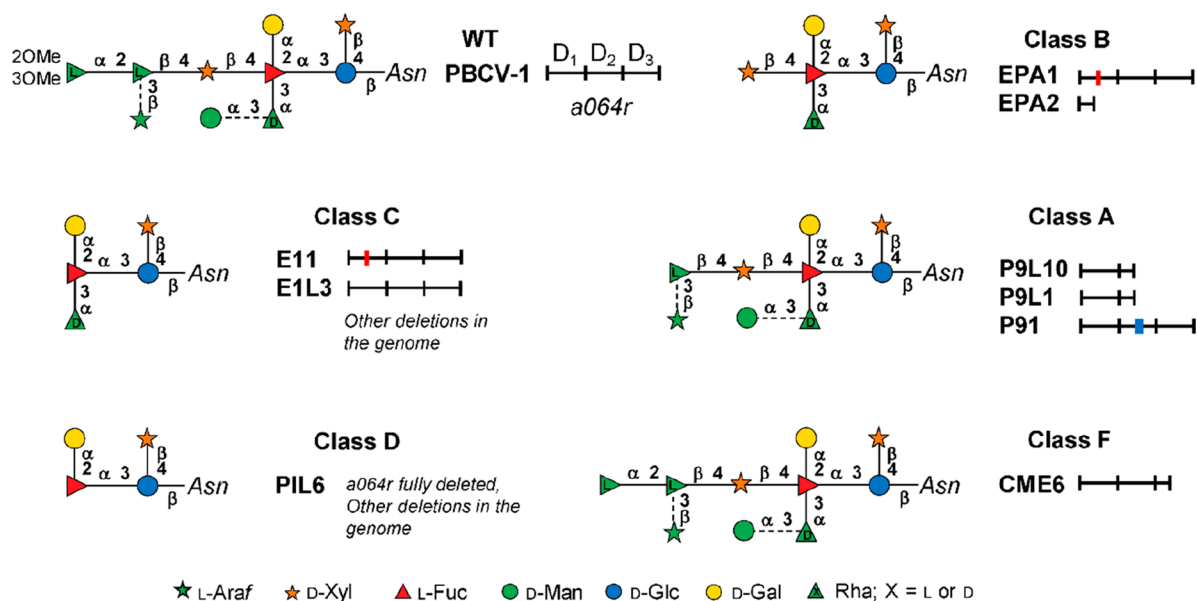 2OMe
3OMe
α 2 β 4 β 4 α 3 β Asn
α 2
β 4
3 β
α 3
3 α
L L D
WT
PBCV-1
D1 D2 D3
a064r
β 4 α 3 β Asn
α 2
β 4
3 α
D
Class B
EPA1
EPA2
α 3 β Asn
α 2
β 4
3 α
D
Class C
E11
E1L3
Other deletions in
the genome
β 4 β 4 α 3 β Asn
α 2
β 4
3 β
α 3
3 α
L D
Class A
P9L10
P9L1
P91
α 3 β Asn
α 2
β 4
Class D
PIL6
a064r fully deleted,
Other deletions in the
genome
α 2 β 4 β 4 α 3 β Asn
α 2
β 4
3 β
α 3
3 α
L L D
Class F
CME6
L-Araf D-Xyl L-Fuc D-Man D-Glc D-Gal X Rha; X = L or D